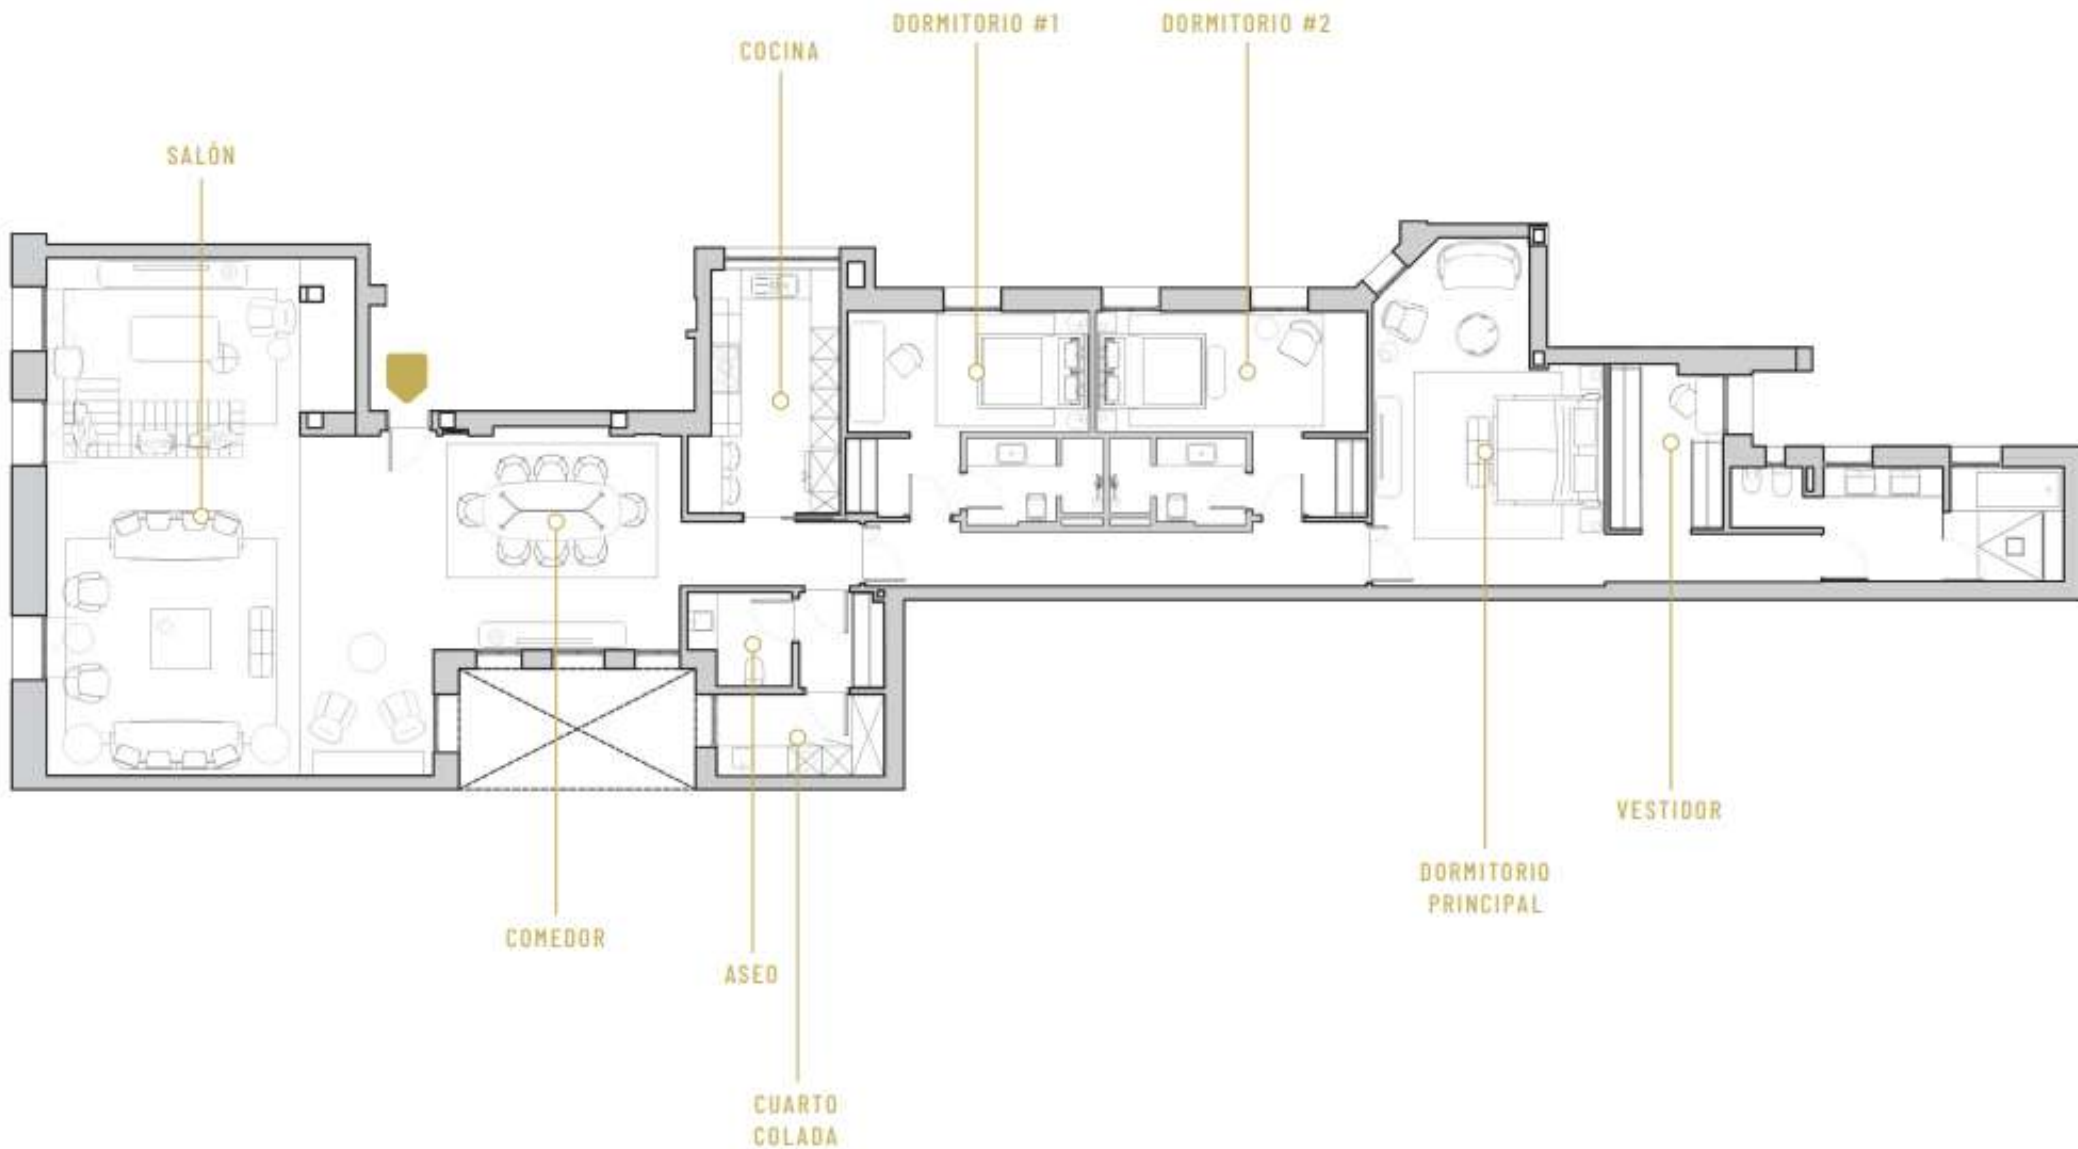 DORMITORIO #1
DORMITORIO #2
COCINA
SALÓN
VESTIDOR
DORMITORIO
PRINCIPAL
COMEDOR
ASEO
CUARTO
COLADA